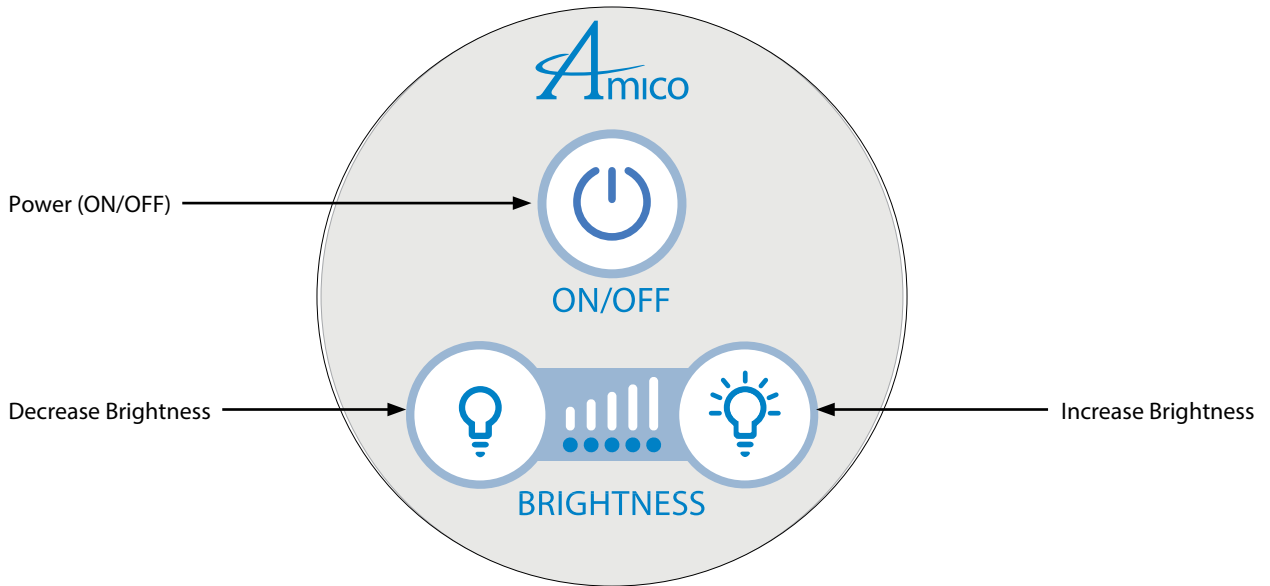 Amico
Power (ON/OFF)
ON/OFF
Decrease Brightness
Increase Brightness
BRIGHTNESS